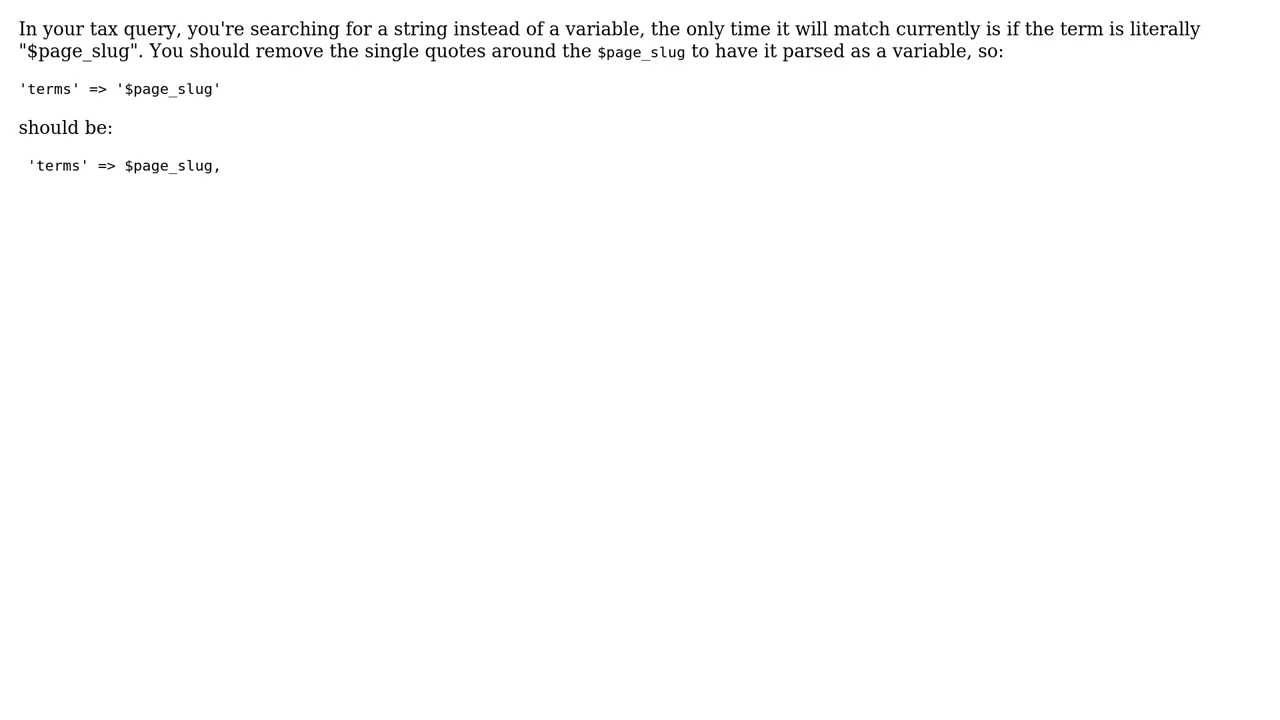 In your tax query, you're searching for a string instead of a variable, the only time it will match currently is if the term is literally
"$page_slug". You should remove the single quotes around the $page_slug to have it parsed as a variable, so:
'terms' => '$page_slug'
should be:
'terms' => $page_slug,